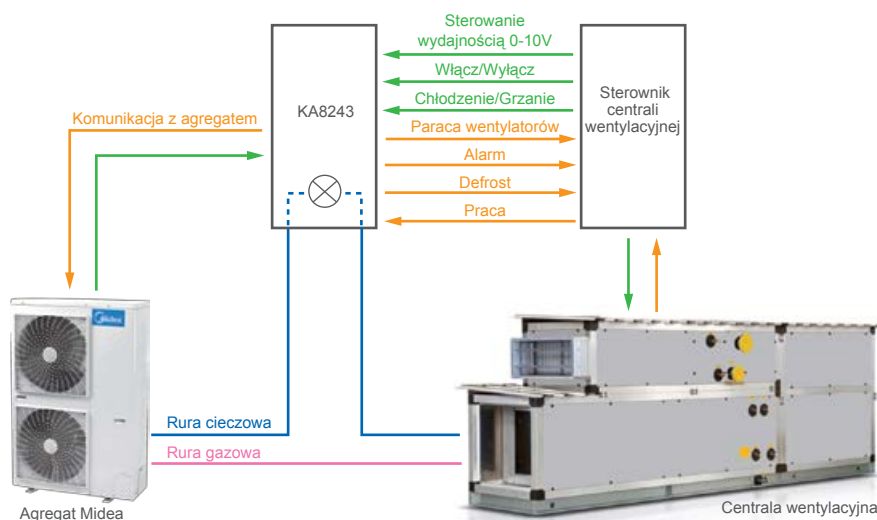 Sterowanie
wydajnością 0-10V
Włącz/Wyłącz
Chłodzenie/Grzanie
KA8243
Sterownik
centrali
wentylacyjnej
Komunikacja z agregatem
Paraca wentylatorów
Alarm
Defrost
Praca
Midea
Rura cieczowa
Rura gazowa
Agregat Midea
Centrala wentylacyjna